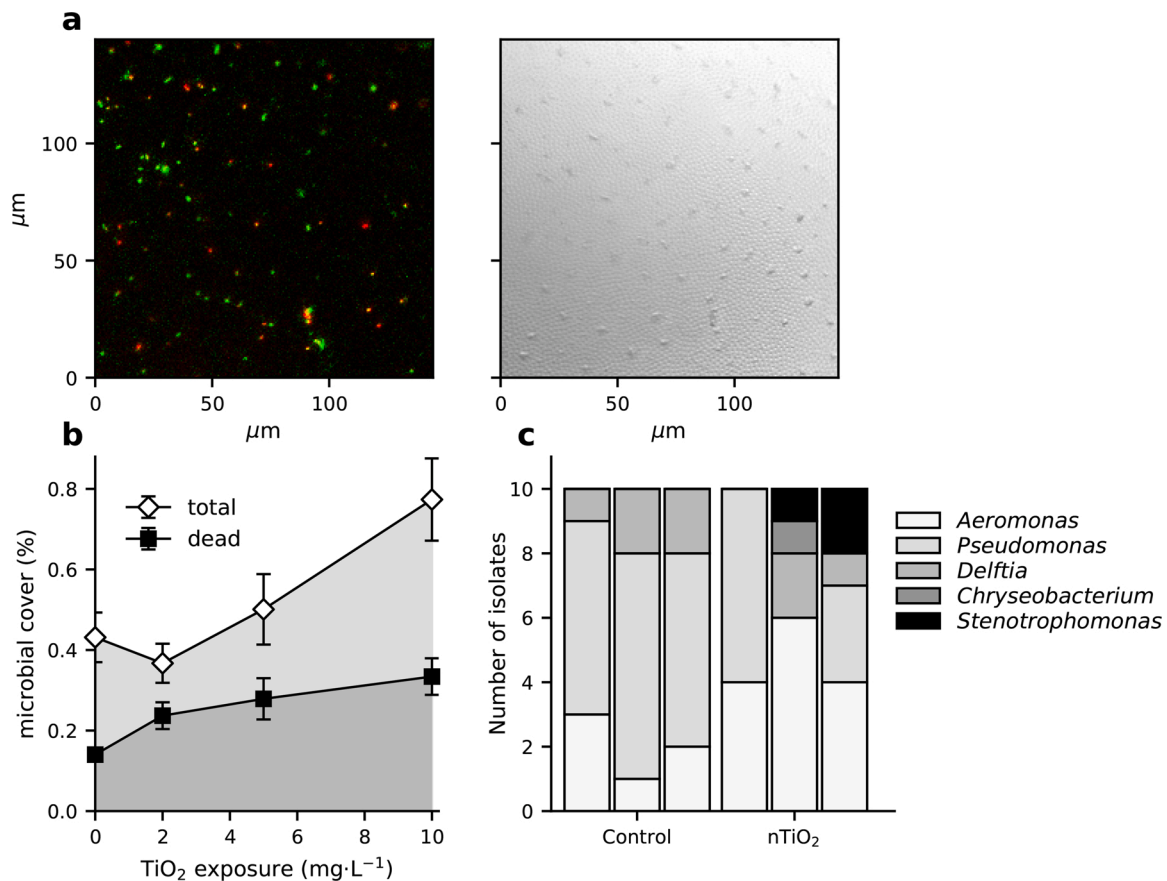 a
100
50
0
μm
0 50 100
μm
0 50 100
μm
b
0.8
0.6
0.4
0.2
0.0
microbial cover (%)
total
dead
0 2 4 6 8 10
TiO₂ exposure (mg·L⁻¹)
c
10
8
6
4
2
0
Number of isolates
Control nTiO₂
Aeromonas
Pseudomonas
Delftia
Chryseobacterium
Stenotrophomonas